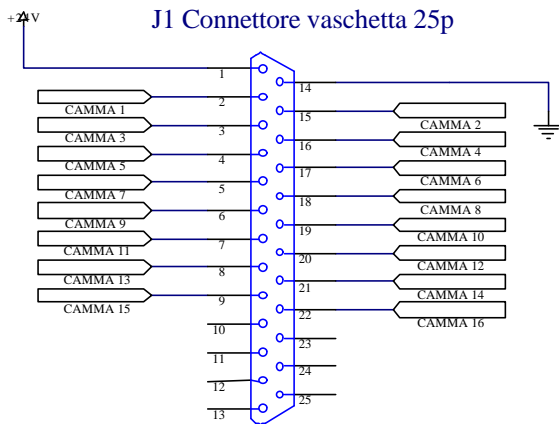 J1 Connettore vaschetta 25p
+24V
1
14
2
CAMMA 1
15
CAMMA 2
3
CAMMA 3
16
CAMMA 4
4
CAMMA 5
17
CAMMA 6
5
CAMMA 7
18
CAMMA 8
6
CAMMA 9
19
CAMMA 10
7
CAMMA 11
20
CAMMA 12
8
CAMMA 13
21
CAMMA 14
9
CAMMA 15
22
CAMMA 16
10
23
11
24
12
25
13